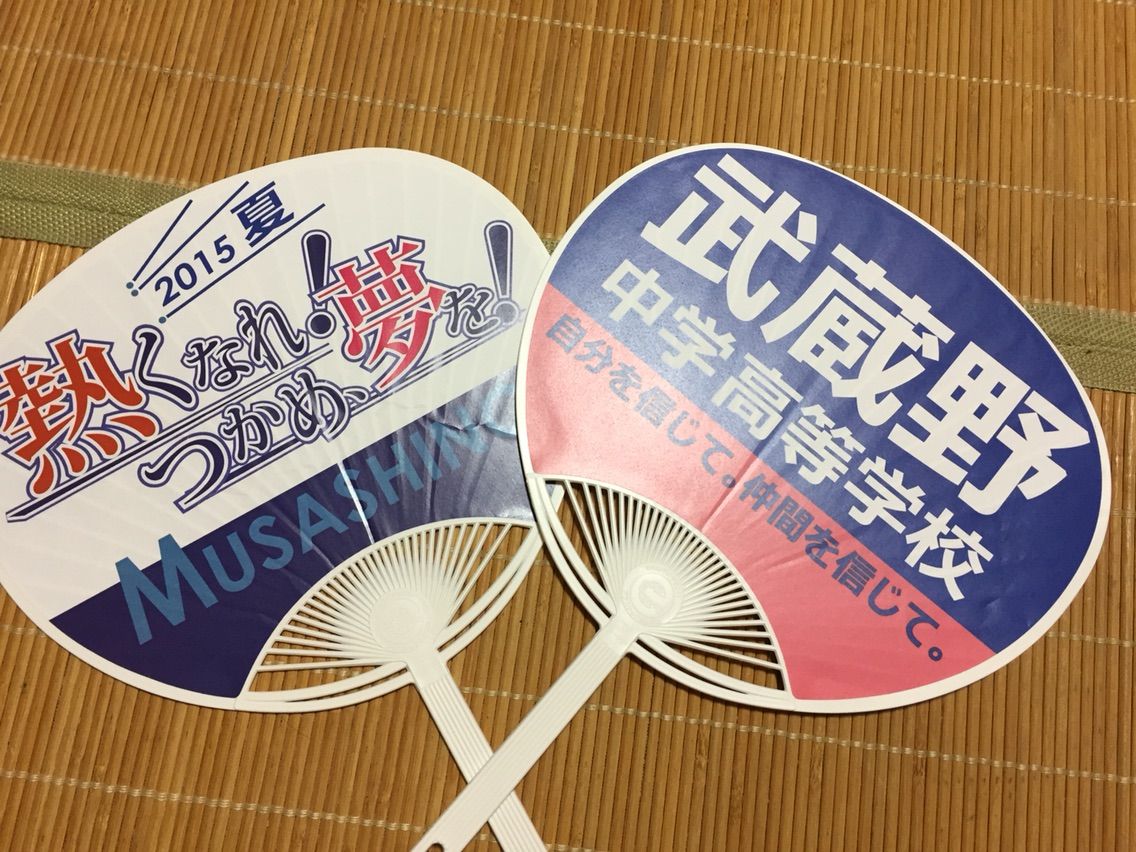 2015 夏
熱くなれ!
つかめ、夢を!
MUSASHINO
武蔵野
中学高等学校
自分を信じて。仲間を信じて。